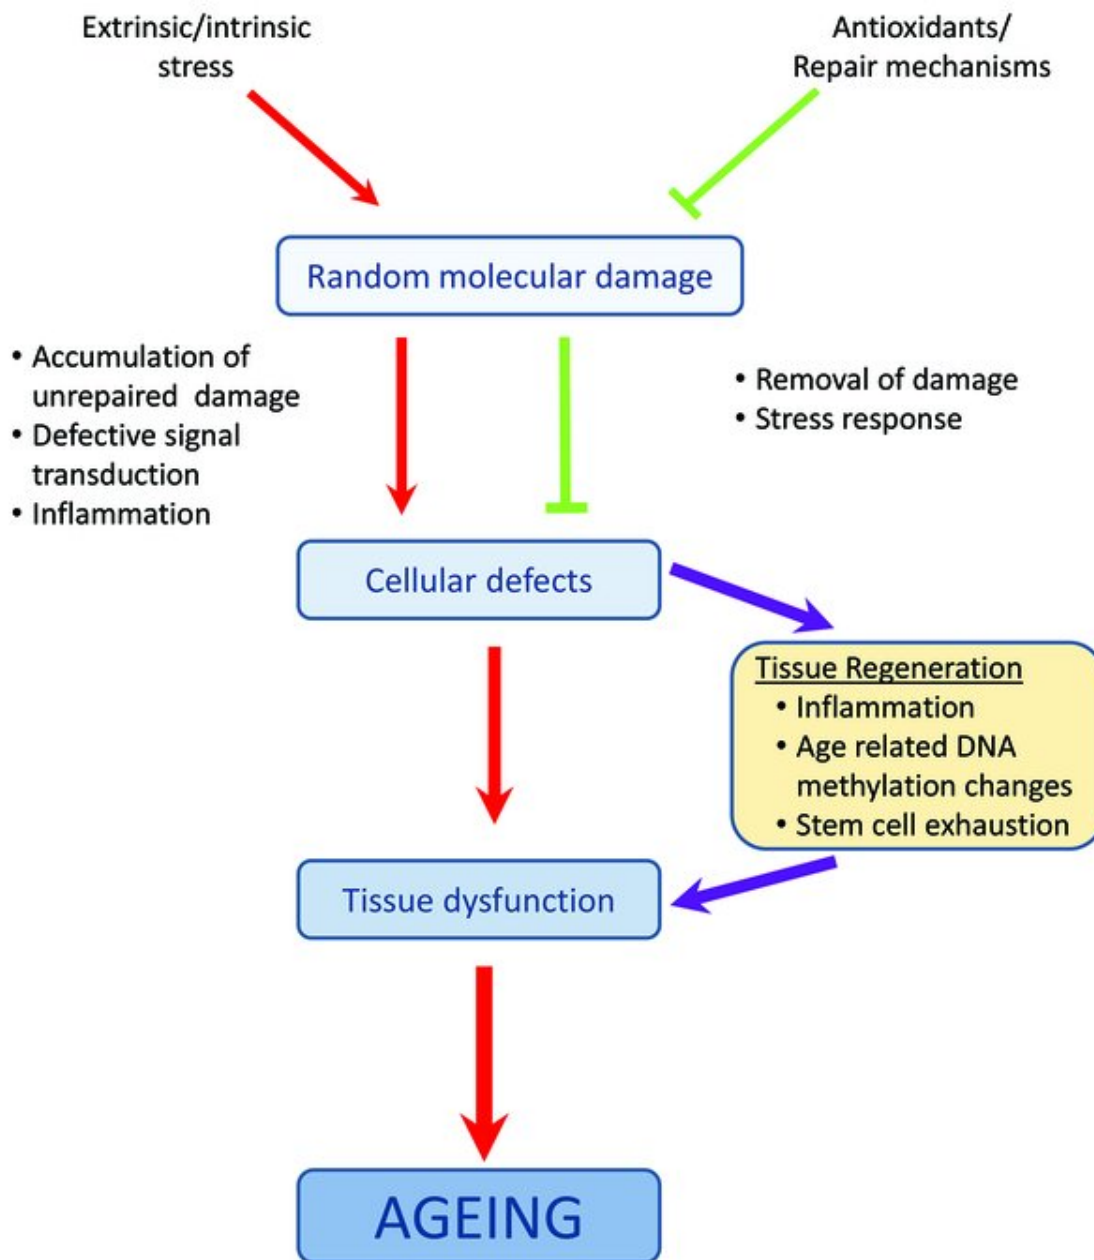 Extrinsic/intrinsic
stress
Antioxidants/
Repair mechanisms
Random molecular damage
• Accumulation of
unrepaired damage
• Defective signal
transduction
• Inflammation
• Removal of damage
• Stress response
Cellular defects
Tissue Regeneration
• Inflammation
• Age related DNA
methylation changes
• Stem cell exhaustion
Tissue dysfunction
AGEING